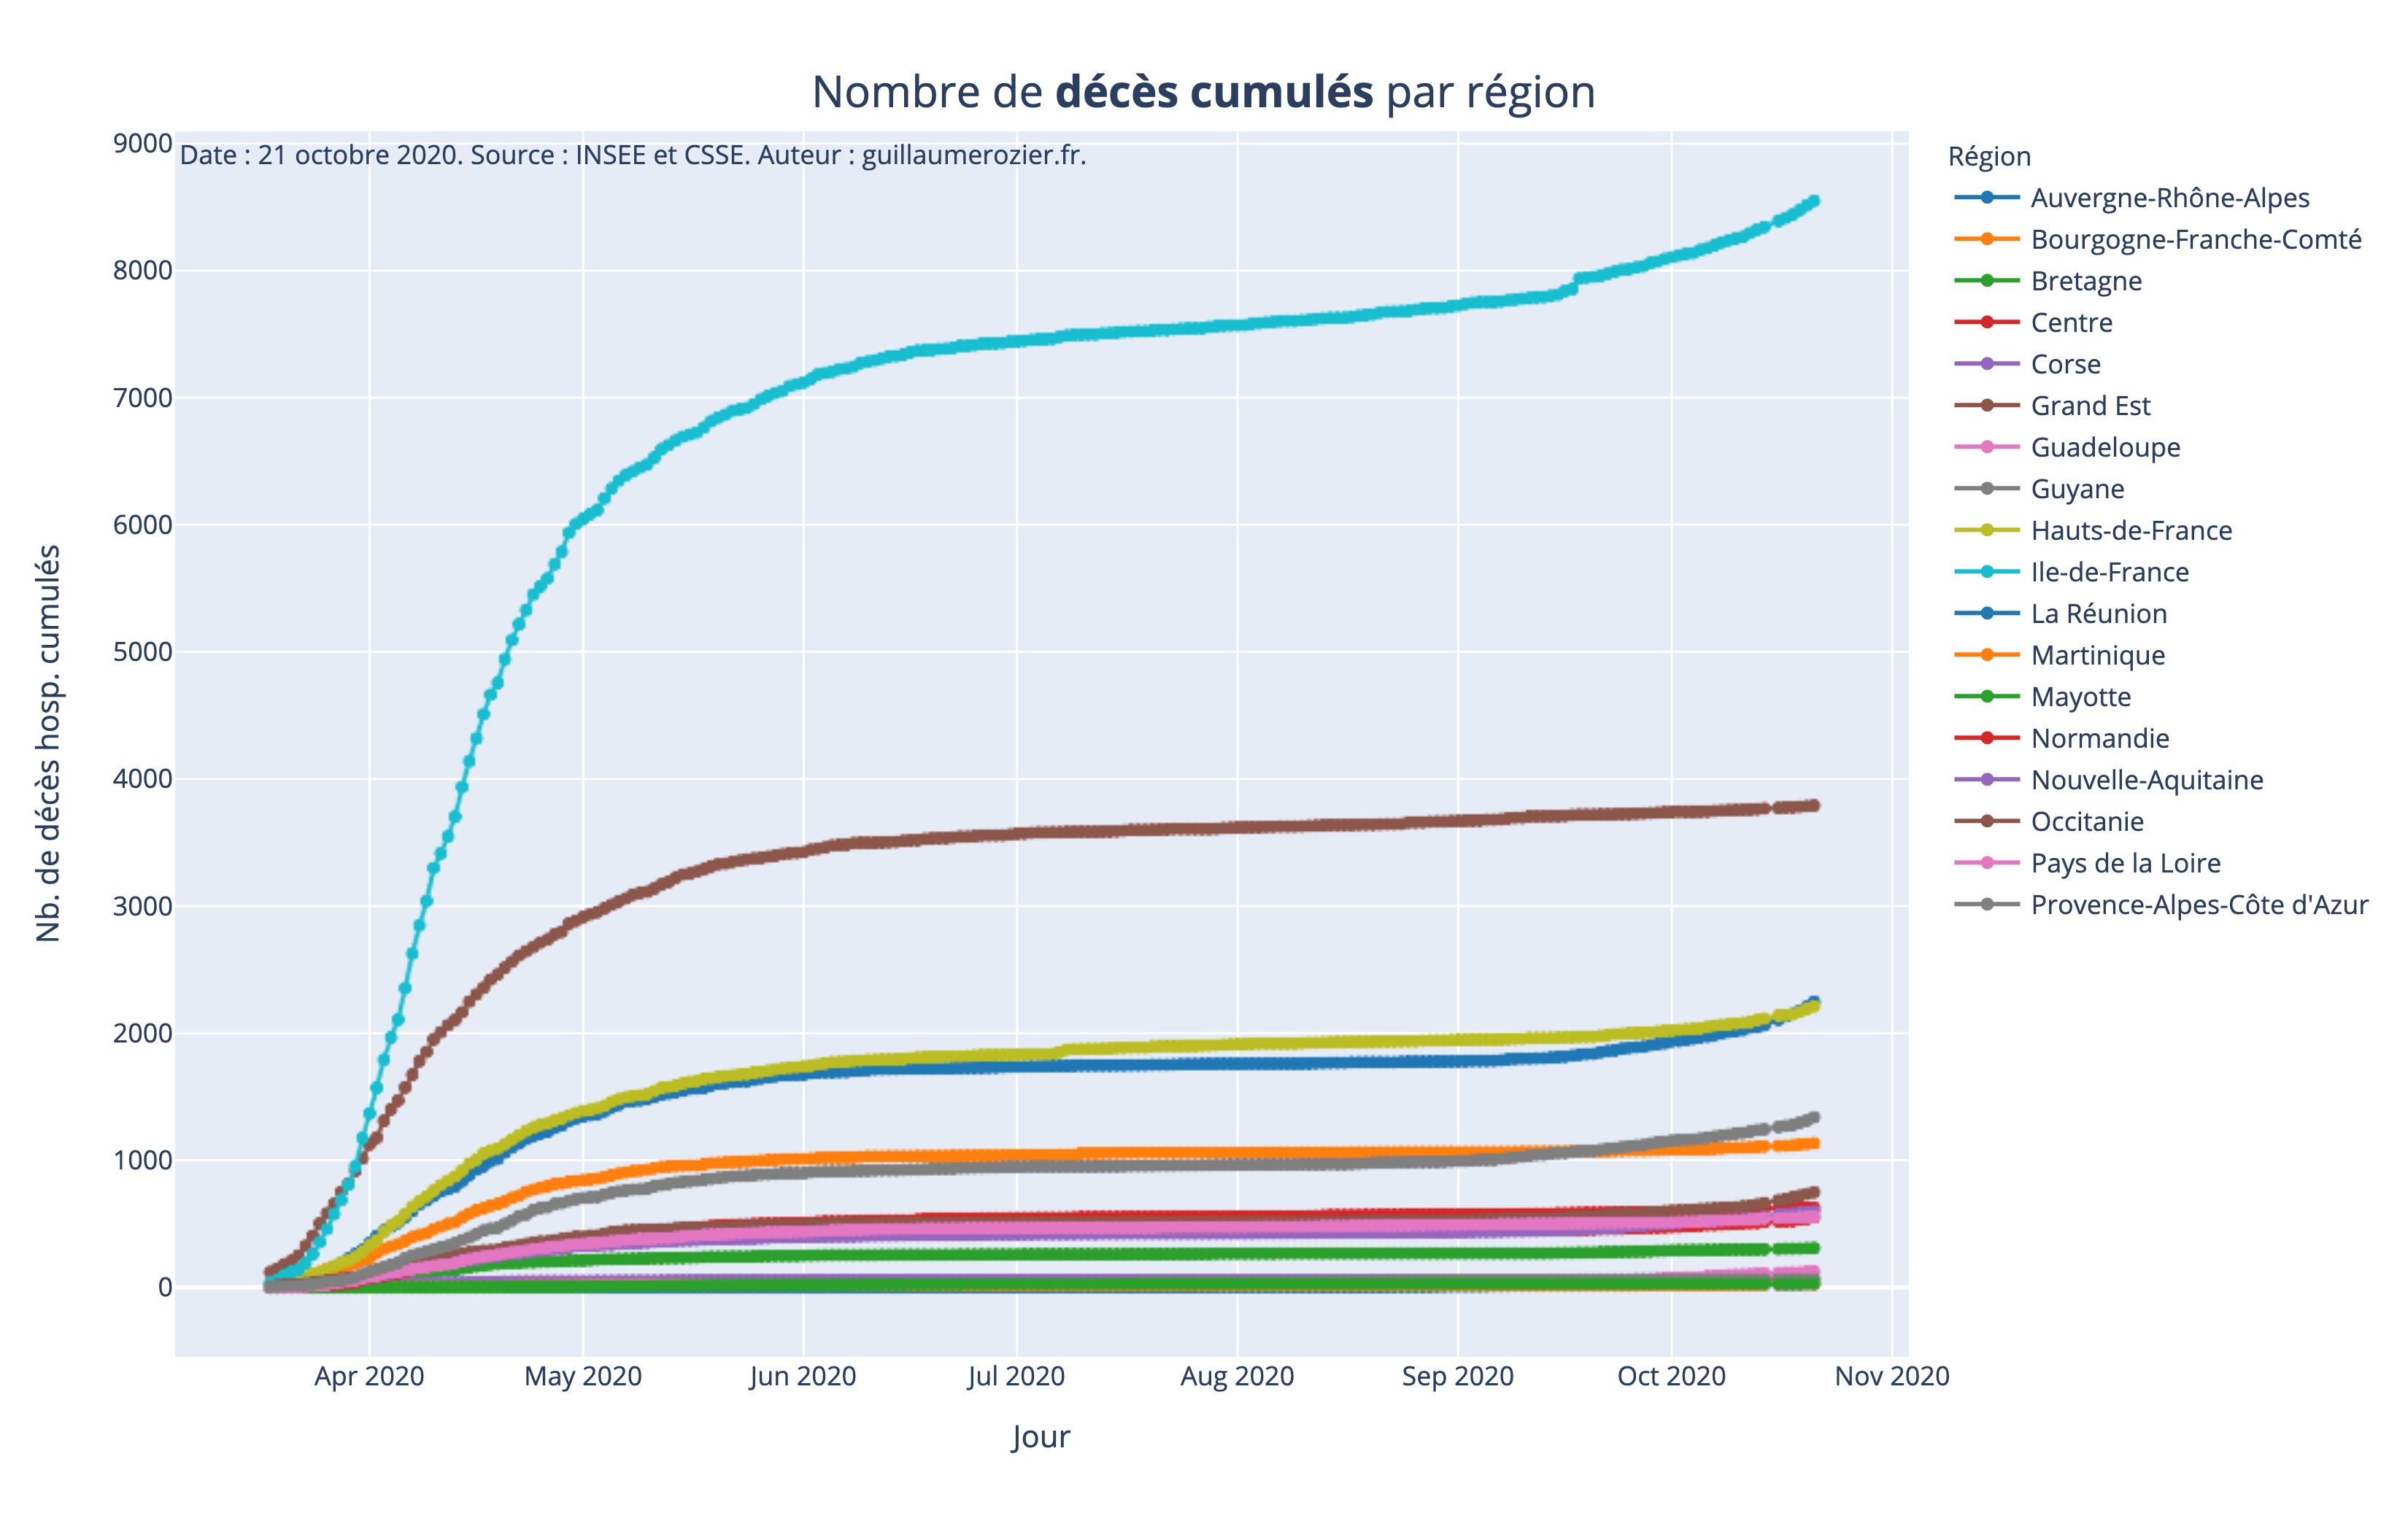 Nombre de décès cumulés par région
Date : 21 octobre 2020. Source : INSEE et CSSE. Auteur : guillaumerozier.fr.
Nb. de décès hosp. cumulés
9000
8000
7000
6000
5000
4000
3000
2000
1000
0
Apr 2020 May 2020 Jun 2020 Jul 2020 Aug 2020 Sep 2020 Oct 2020 Nov 2020
Jour
Région
Auvergne-Rhône-Alpes
Bourgogne-Franche-Comté
Bretagne
Centre
Corse
Grand Est
Guadeloupe
Guyane
Hauts-de-France
Ile-de-France
La Réunion
Martinique
Mayotte
Normandie
Nouvelle-Aquitaine
Occitanie
Pays de la Loire
Provence-Alpes-Côte d'Azur